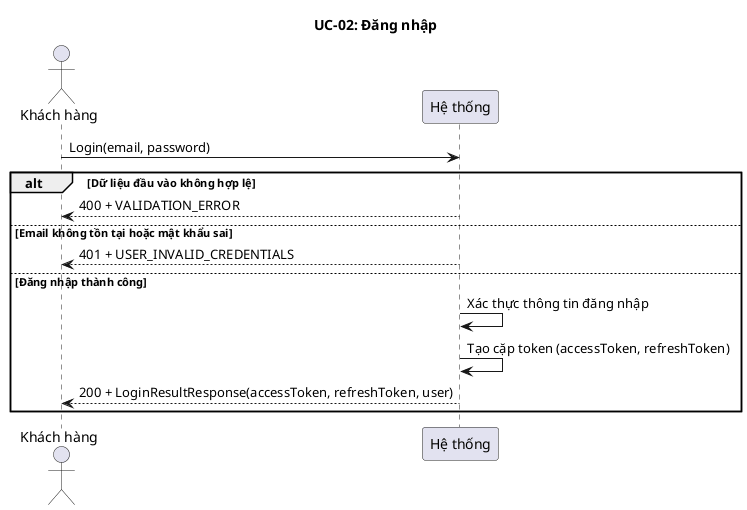 UC-02: Đăng nhập
Khách hàng
Hệ thống
Login(email, password)
alt
[Dữ liệu đầu vào không hợp lệ]
400 + VALIDATION_ERROR
[Email không tồn tại hoặc mật khẩu sai]
401 + USER_INVALID_CREDENTIALS
[Đăng nhập thành công]
Xác thực thông tin đăng nhập
Tạo cặp token (accessToken, refreshToken)
200 + LoginResultResponse(accessToken, refreshToken, user)
Khách hàng
Hệ thống